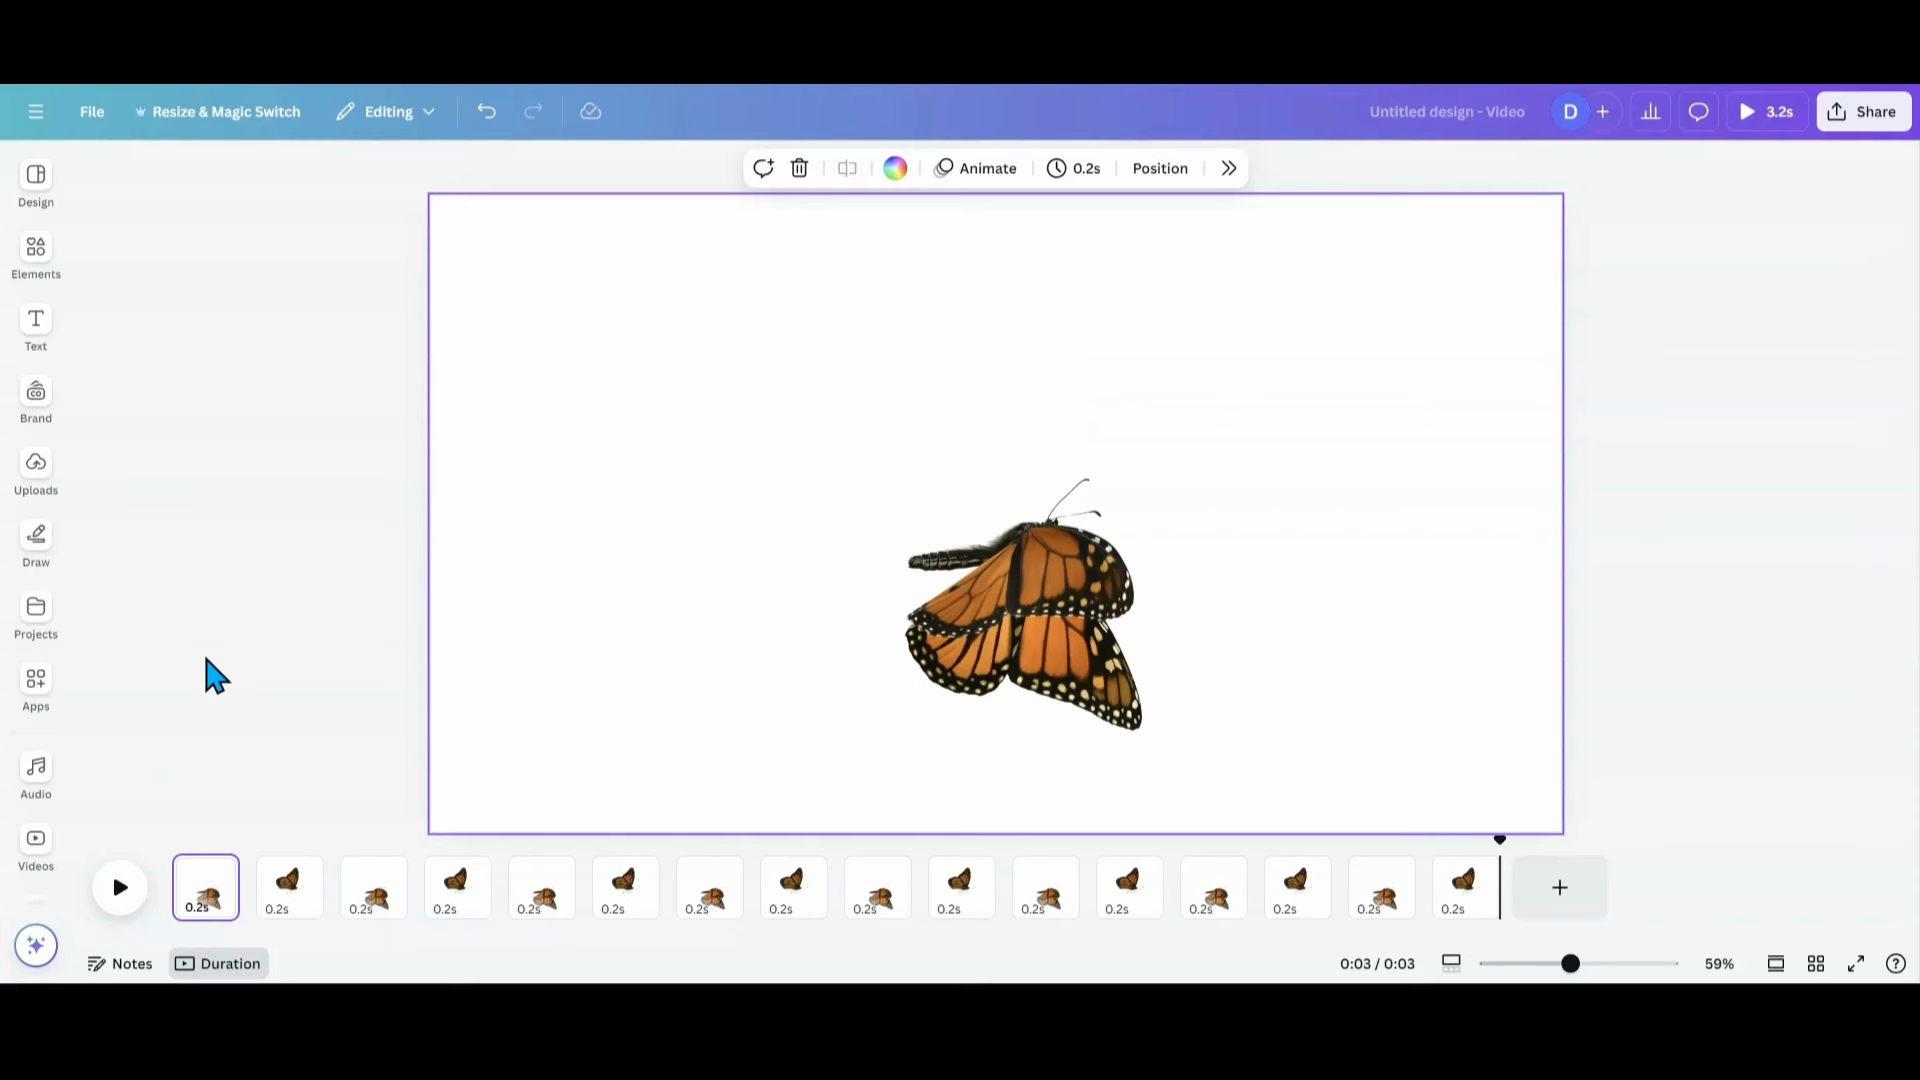 File Resize & Magic Switch Editing Untitled design - Video D 3.2s Share
Animate 0.2s Position
Design
Elements
Text
Brand
Uploads
Draw
Projects
Apps
Audio
Videos
0.2s 0.2s 0.2s 0.2s 0.2s 0.2s 0.2s 0.2s 0.2s 0.2s 0.2s 0.2s 0.2s 0.2s 0.2s 0.2s
Notes Duration 0:03 / 0:03 59%